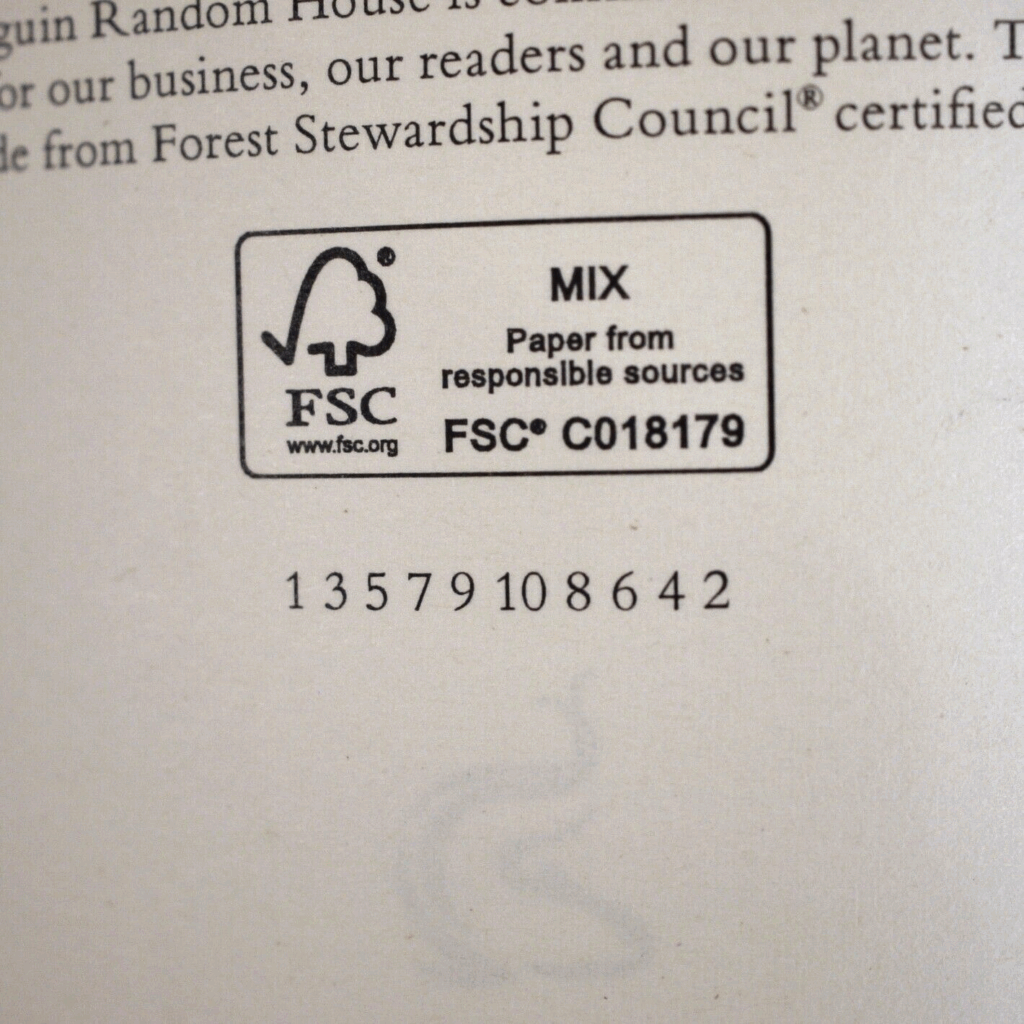 guin Random House is
for our business, our readers and our planet. T
de from Forest Stewardship Council® certified
MIX
Paper from
responsible sources
FSC® C018179
FSC
www.fsc.org
1 3 5 7 9 10 8 6 4 2